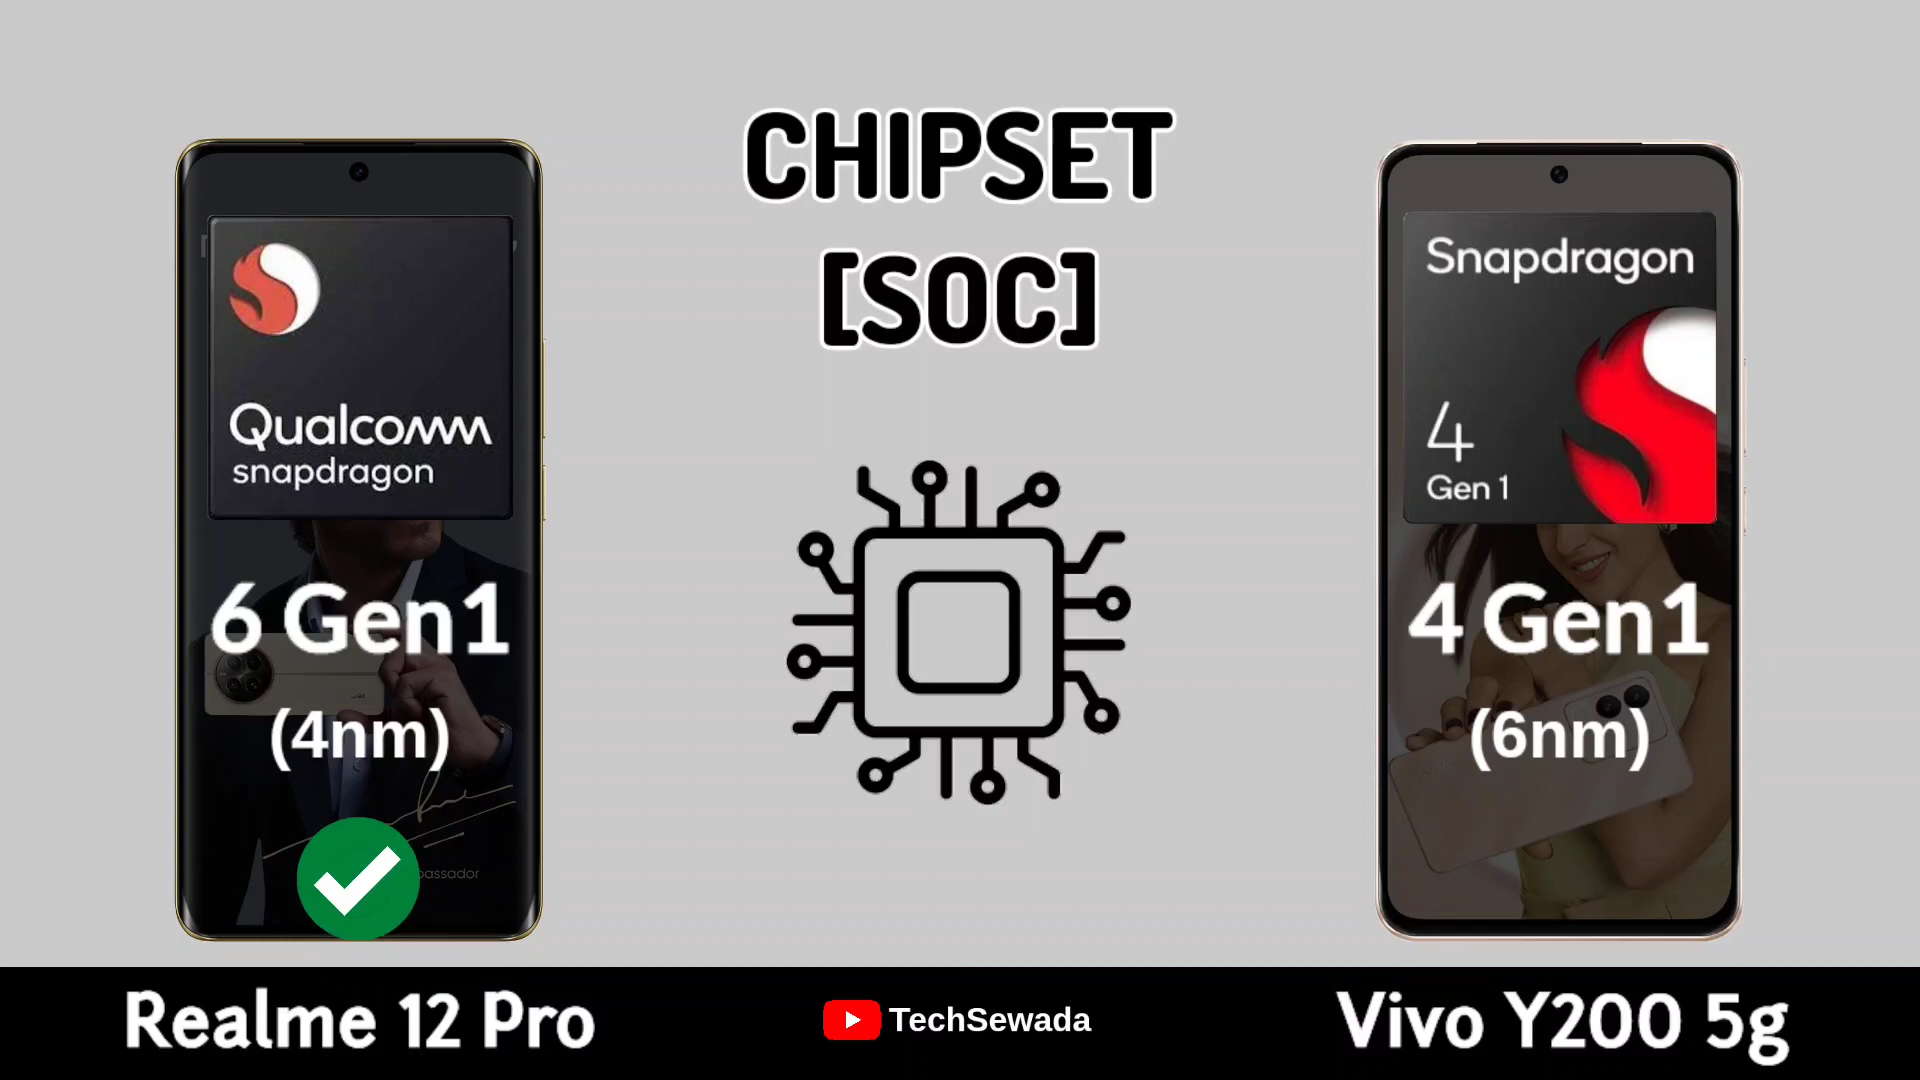 CHIPSET
[SOC]
Qualcomm
snapdragon
6 Gen1
(4nm)
Snapdragon
4
Gen 1
4 Gen1
(6nm)
Realme 12 Pro
TechSewada
Vivo Y200 5g